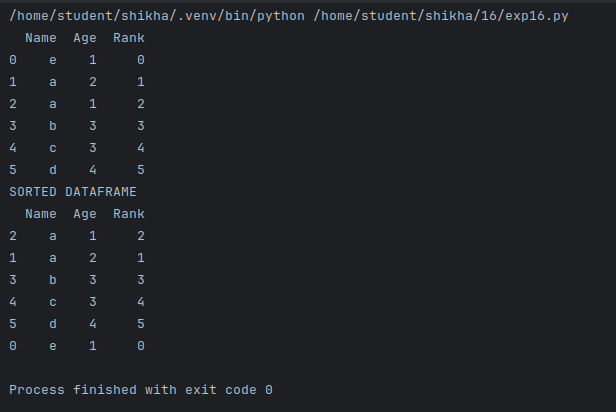 /home/student/shikha/.venv/bin/python /home/student/shikha/16/exp16.py
  Name  Age  Rank
0    e    1     0
1    a    2     1
2    a    1     2
3    b    3     3
4    c    3     4
5    d    4     5
SORTED DATAFRAME
  Name  Age  Rank
2    a    1     2
1    a    2     1
3    b    3     3
4    c    3     4
5    d    4     5
0    e    1     0
Process finished with exit code 0